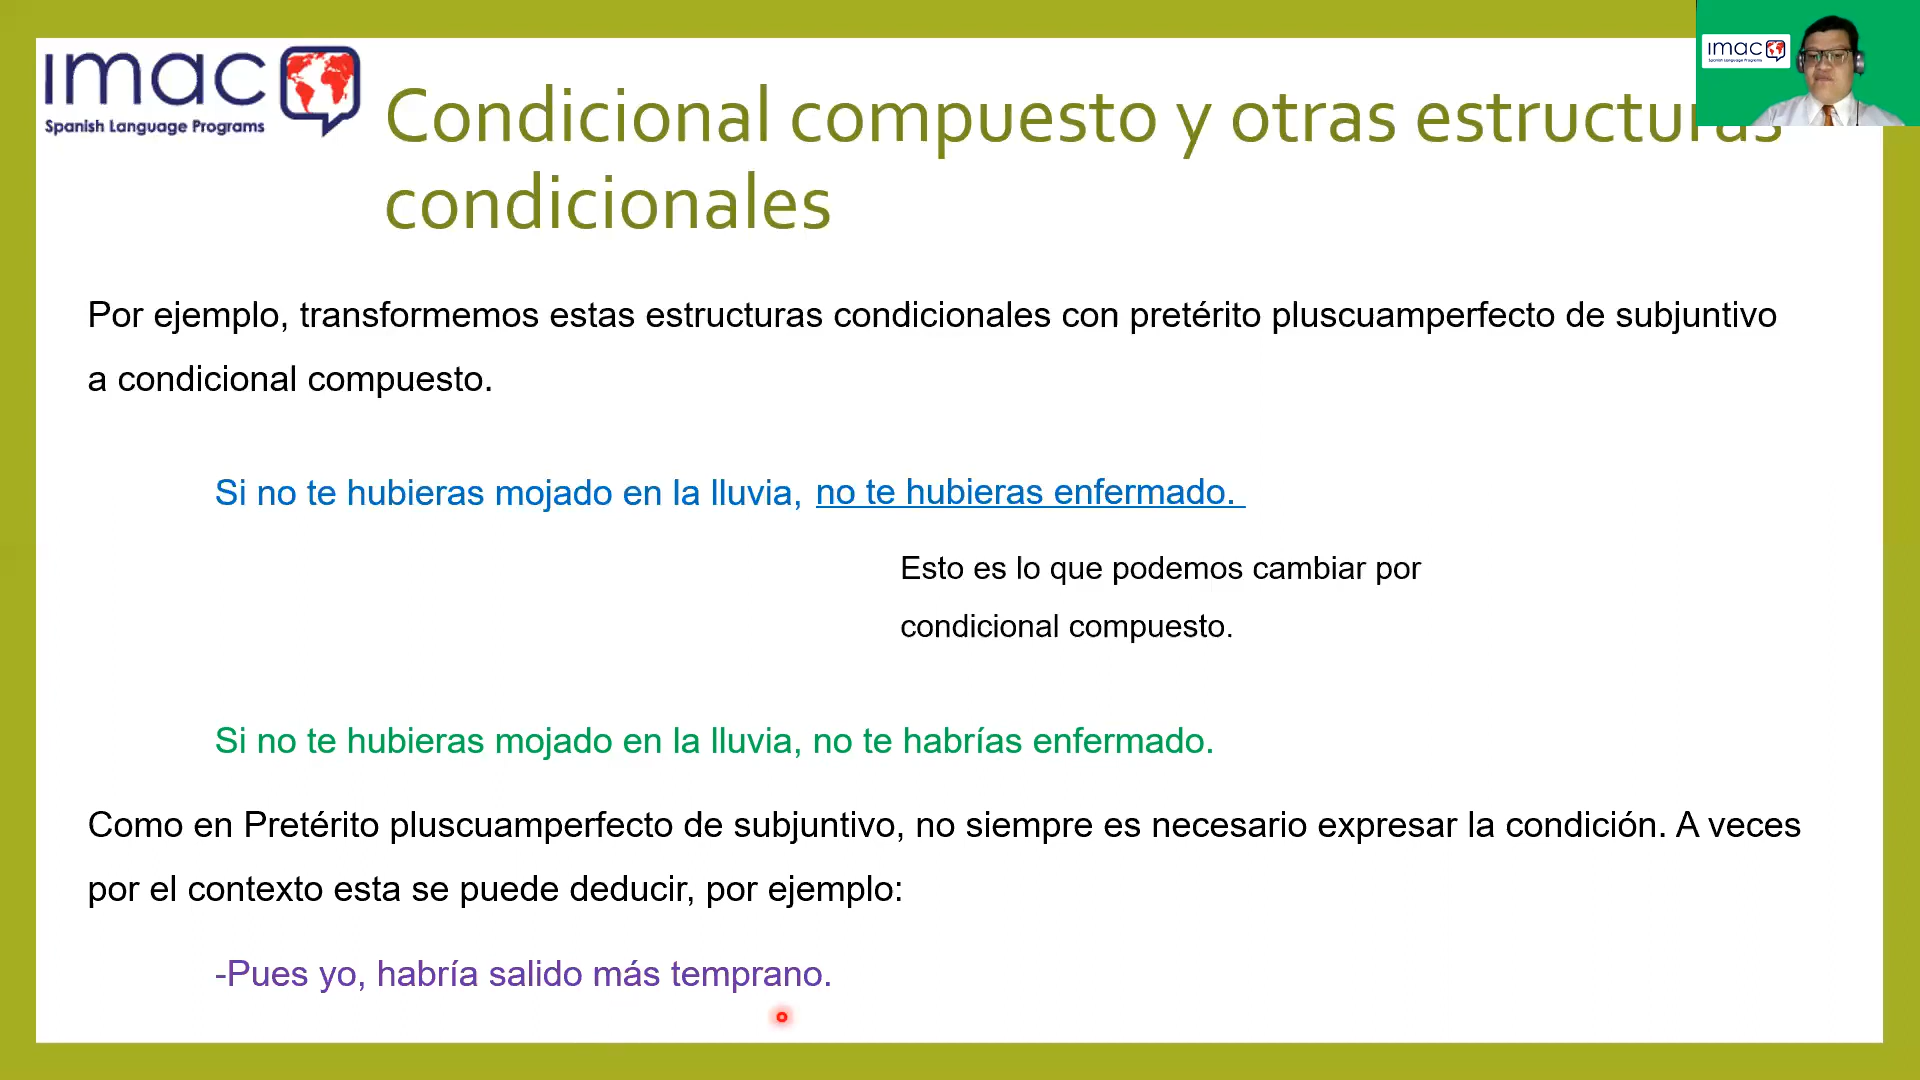 imac
Spanish Language Programs
Condicional compuesto y otras estructuras
condicionales
imac
Spanish Language Programs
Por ejemplo, transformemos estas estructuras condicionales con pretérito pluscuamperfecto de subjuntivo
a condicional compuesto.
Si no te hubieras mojado en la lluvia, no te hubieras enfermado.
Esto es lo que podemos cambiar por
condicional compuesto.
Si no te hubieras mojado en la lluvia, no te habrías enfermado.
Como en Pretérito pluscuamperfecto de subjuntivo, no siempre es necesario expresar la condición. A veces
por el contexto esta se puede deducir, por ejemplo:
-Pues yo, habría salido más temprano.